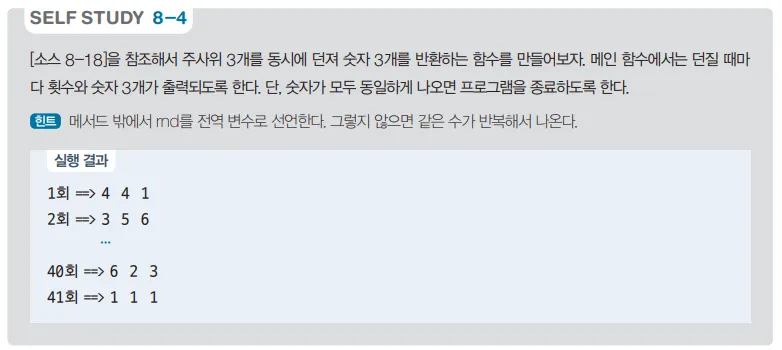 SELF STUDY 8-4
[소스 8-18]을 참조해서 주사위 3개를 동시에 던져 숫자 3개를 반환하는 함수를 만들어보자. 메인 함수에서는 던질 때마
다 횟수와 숫자 3개가 출력되도록 한다. 단, 숫자가 모두 동일하게 나오면 프로그램을 종료하도록 한다.
힌트 메서드 밖에서 rnd를 전역 변수로 선언한다. 그렇지 않으면 같은 수가 반복해서 나온다.
실행 결과
1회 ==> 4 4 1
2회 ==> 3 5 6
...
40회 ==> 6 2 3
41회 ==> 1 1 1